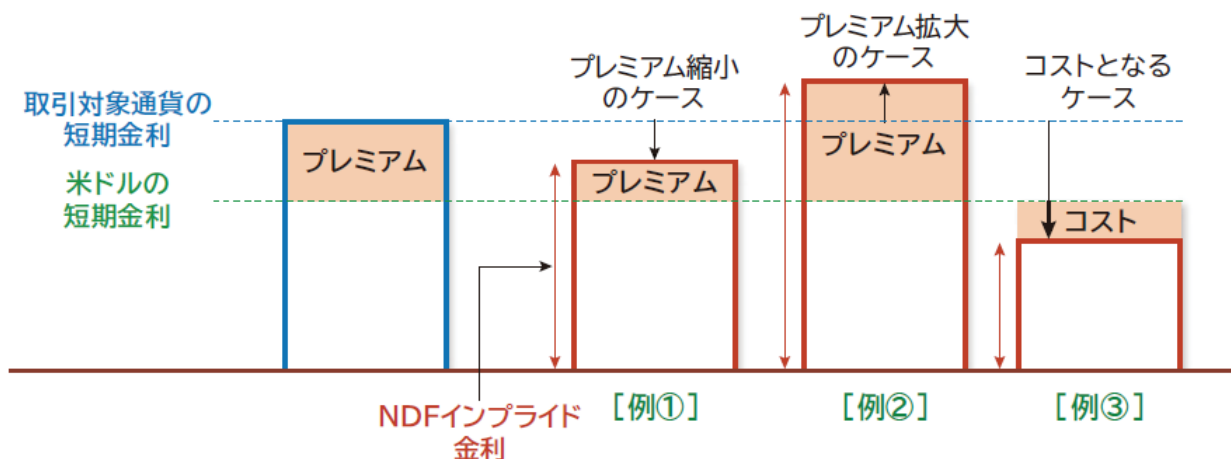 取引対象通貨の
短期金利
米ドルの
短期金利
プレミアム
プレミアム縮小
のケース
プレミアム
プレミアム拡大
のケース
プレミアム
コストとなる
ケース
コスト
NDFインプライド
金利
［例①］
［例②］
［例③］